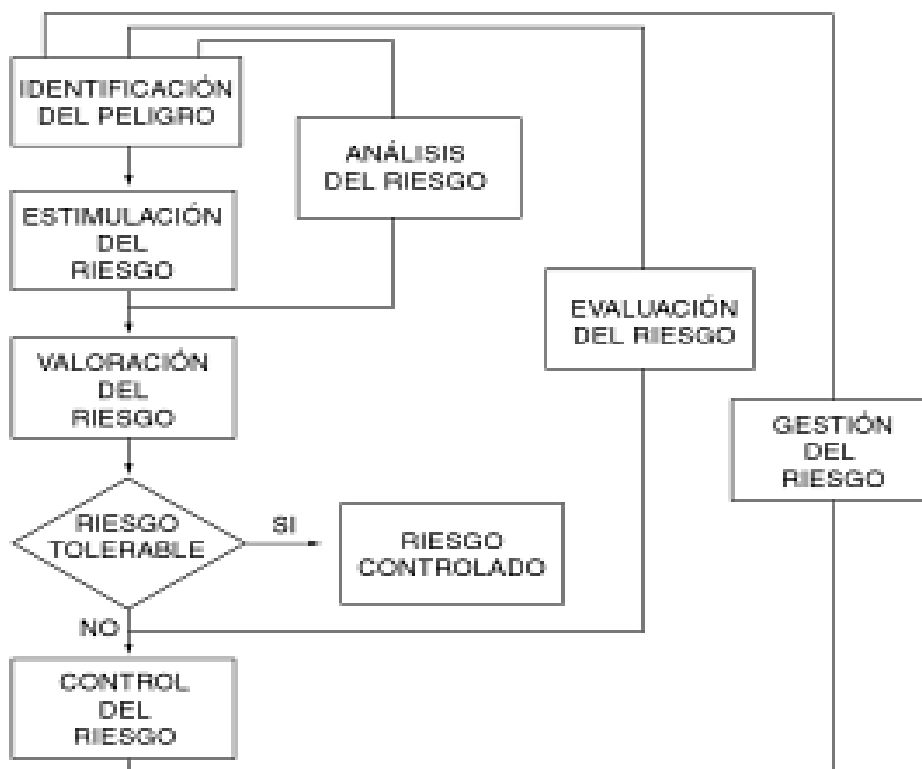 IDENTIFICACIÓN
DEL PELIGRO
ANÁLISIS
DEL RIESGO
ESTIMULACIÓN
DEL
RIESGO
EVALUACIÓN
DEL RIESGO
VALORACIÓN
DEL
RIESGO
GESTIÓN
DEL
RIESGO
RIESGO
TOLERABLE
SI
RIESGO
CONTROLADO
NO
CONTROL
DEL
RIESGO